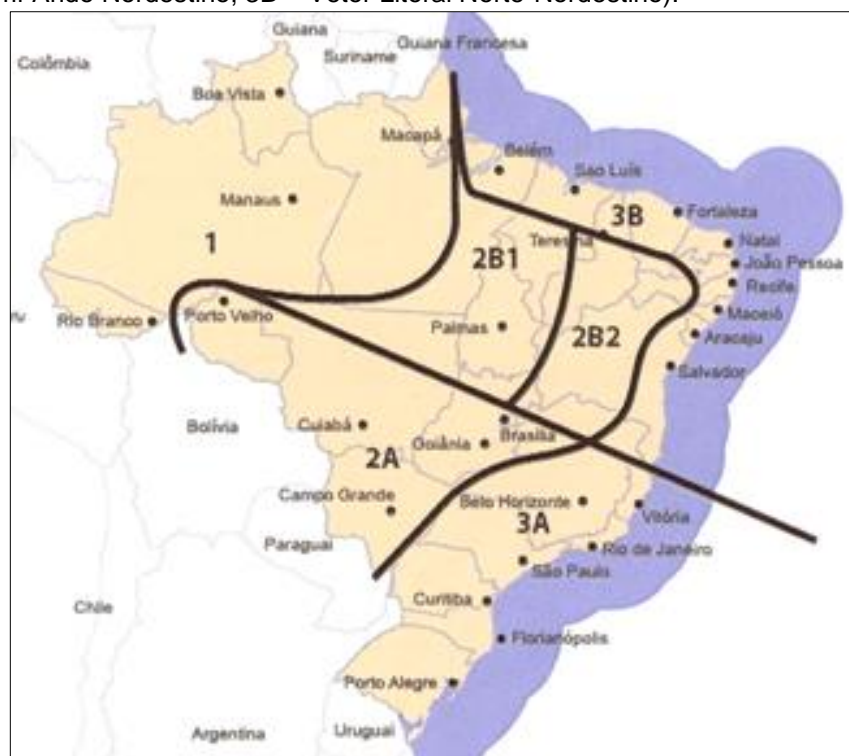 Árido Nordestino; 3B – Vetor Litoral Norte-Nordestino).
Guiana
Suriname
Guiana Francesa
Colômbia
Boa Vista
Macapá
Belém
Sao Luís
Manaus
3B
Fortaleza
1
Teresina
2B1
Natal
João Pessoa
Recife
Rio Branco
Porto Velho
Palmas
2B2
Maceió
Aracaju
Salvador
Bolívia
Cuiabá
Goiânia
Brasília
2A
Campo Grande
Belo Horizonte
3A
Vitória
Paraguai
Rio de Janeiro
São Paulo
Chile
Curitiba
Florianópolis
Porto Alegre
Argentina
Uruguai